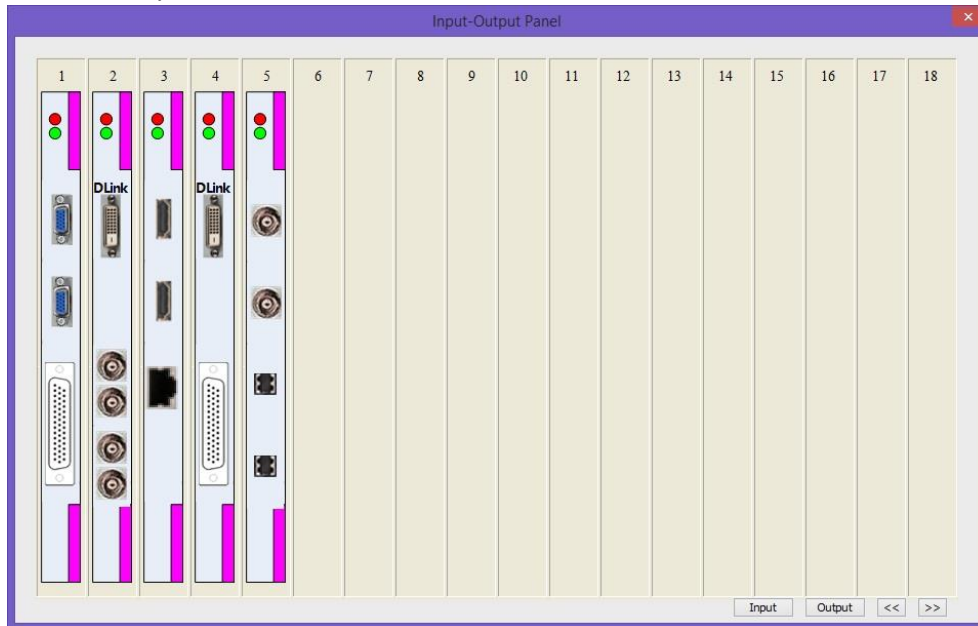 Input-Output Panel
×
1 2 3 4 5 6 7 8 9 10 11 12 13 14 15 16 17 18
DLink DLink
Input Output << >>